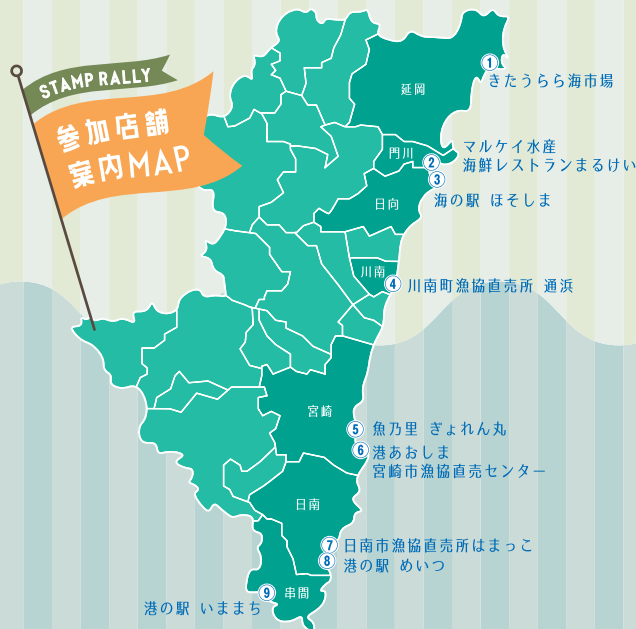 STAMP RALLY
参加店舗
案内MAP
延岡
1
きたうらら海市場
門川
2
マルケイ水産
海鮮レストランまるけい
3
日向
海の駅 ほそしま
川南
4
川南町漁協直売所 通浜
宮崎
5
魚乃里 ぎょれん丸
6
港あおしま
宮崎市漁協直売センター
日南
7
日南市漁協直売所はまっこ
8
港の駅 めいつ
9
串間
港の駅 いままち